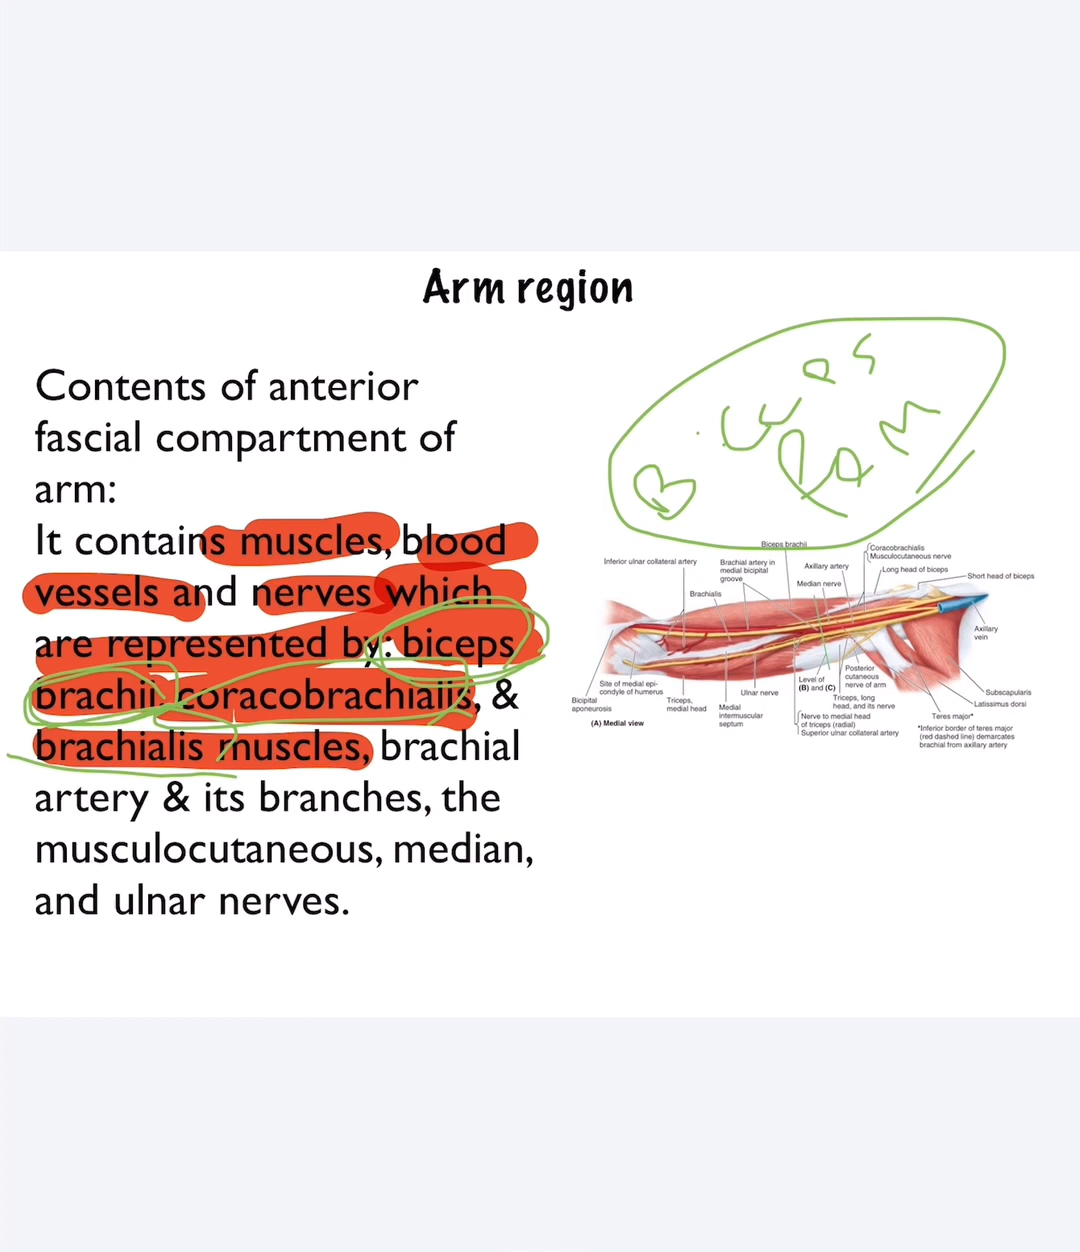 Arm region
Contents of anterior
fascial compartment of
arm:
It contains muscles, blood
vessels and nerves which
are represented by: biceps
brachii, coracobrachialis, &
brachialis muscles, brachial
artery & its branches, the
musculocutaneous, median,
and ulnar nerves.
B
Biceps brachii
Coracobrachialis
Musculocutaneous nerve
Inferior ulnar collateral artery
Brachial artery in
medial bicipital
groove
Axillary artery
Long head of biceps
Short head of biceps
Median nerve
Brachialis
Axillary
vein
Site of medial epi-
condyle of humerus
Bicipital
aponeurosis
Triceps,
medial head
Ulnar nerve
Medial
intermuscular
septum
Level of
(B) and (C)
Posterior
cutaneous
nerve of arm
Triceps, long
head, and its nerve
Nerve to medial head
of triceps (radial)
Superior ulnar collateral artery
Subscapularis
Latissimus dorsi
Teres major*
*Inferior border of teres major
(red dashed line) demarcates
brachial from axillary artery
(A) Medial view